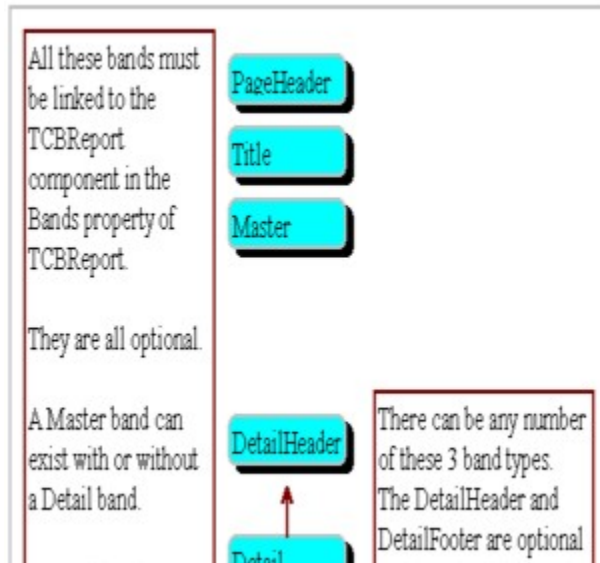 All these bands must
be linked to the
TCBReport
component in the
Bands property of
TCBReport.
They are all optional.
A Master band can
exist with or without
a Detail band.
PageHeader
Title
Master
DetailHeader
Detail
There can be any number
of these 3 band types.
The DetailHeader and
DetailFooter are optional